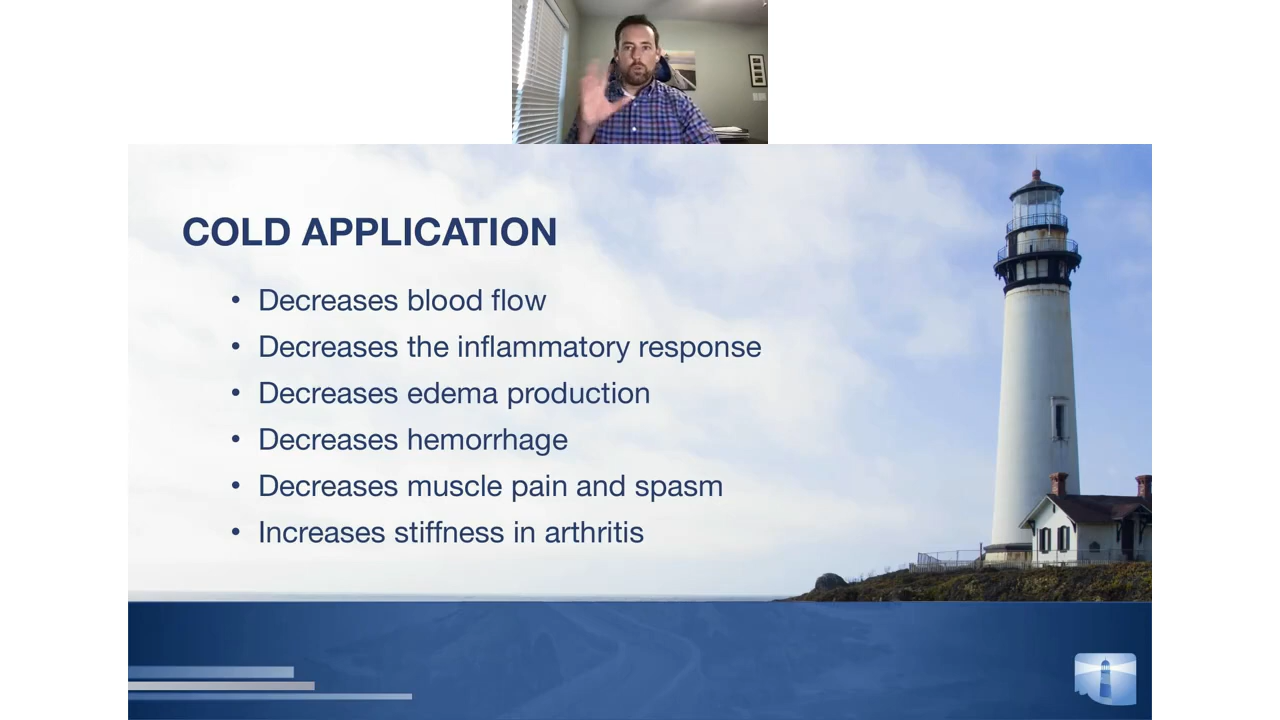 COLD APPLICATION
• Decreases blood flow
• Decreases the inflammatory response
• Decreases edema production
• Decreases hemorrhage
• Decreases muscle pain and spasm
• Increases stiffness in arthritis